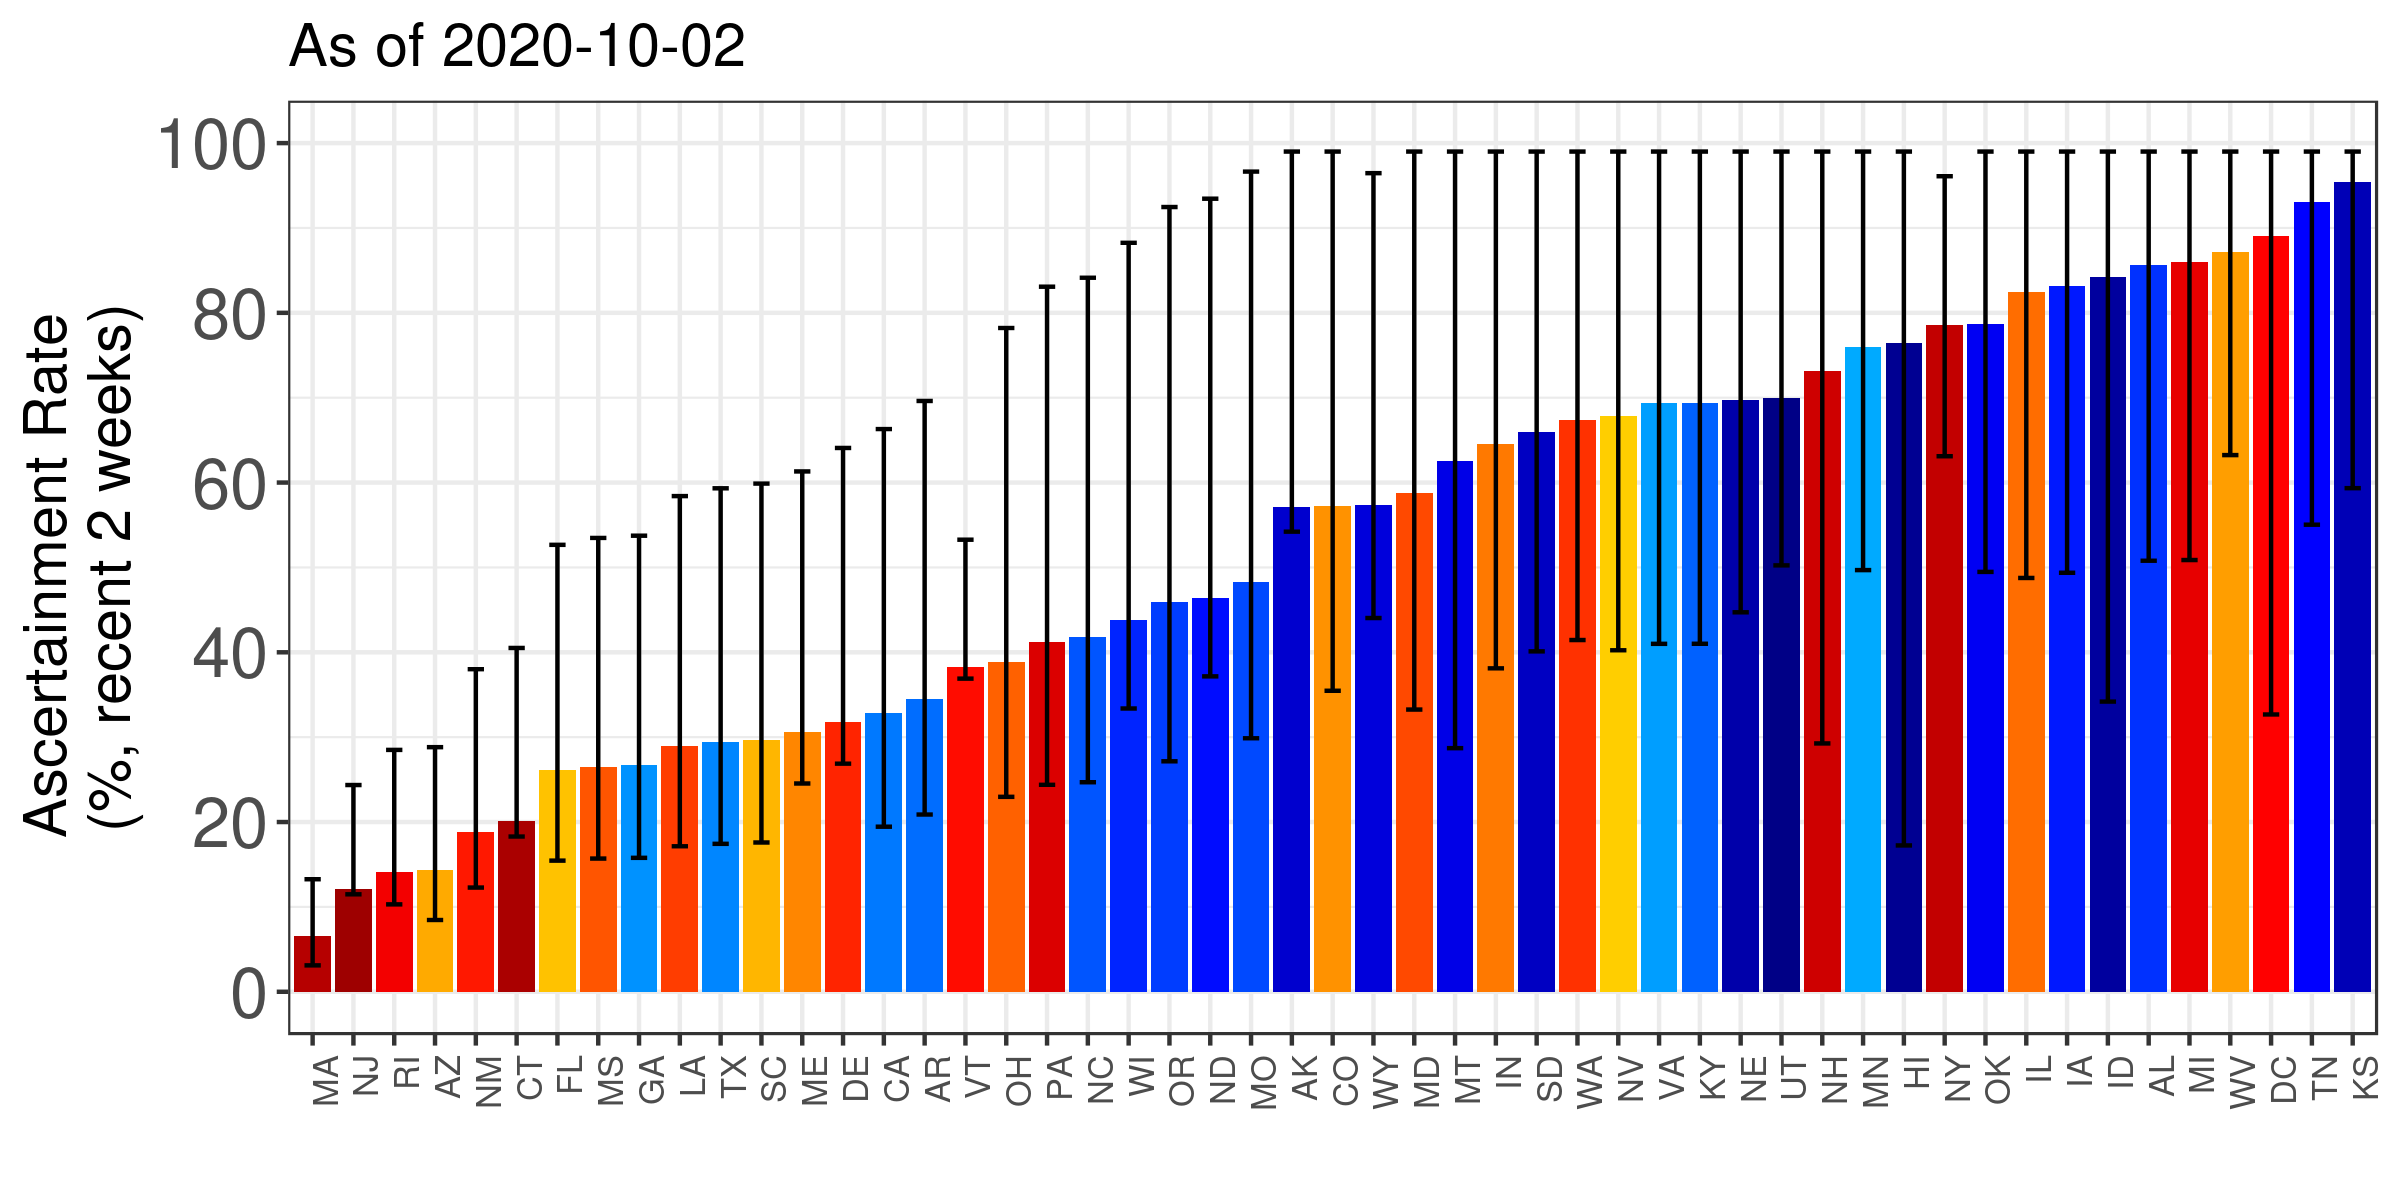 As of 2020-10-02
Ascertainment Rate
(%, recent 2 weeks)
100
80
60
40
20
0
MA NJ RI AZ NM CT FL MS GA LA TX SC ME DE CA AR VT OH PA NC WI OR ND MO AK CO WY MD MT IN SD WA NV VA KY NE UT NH MN HI NY OK IL IA ID AL MI WV DC TN KS